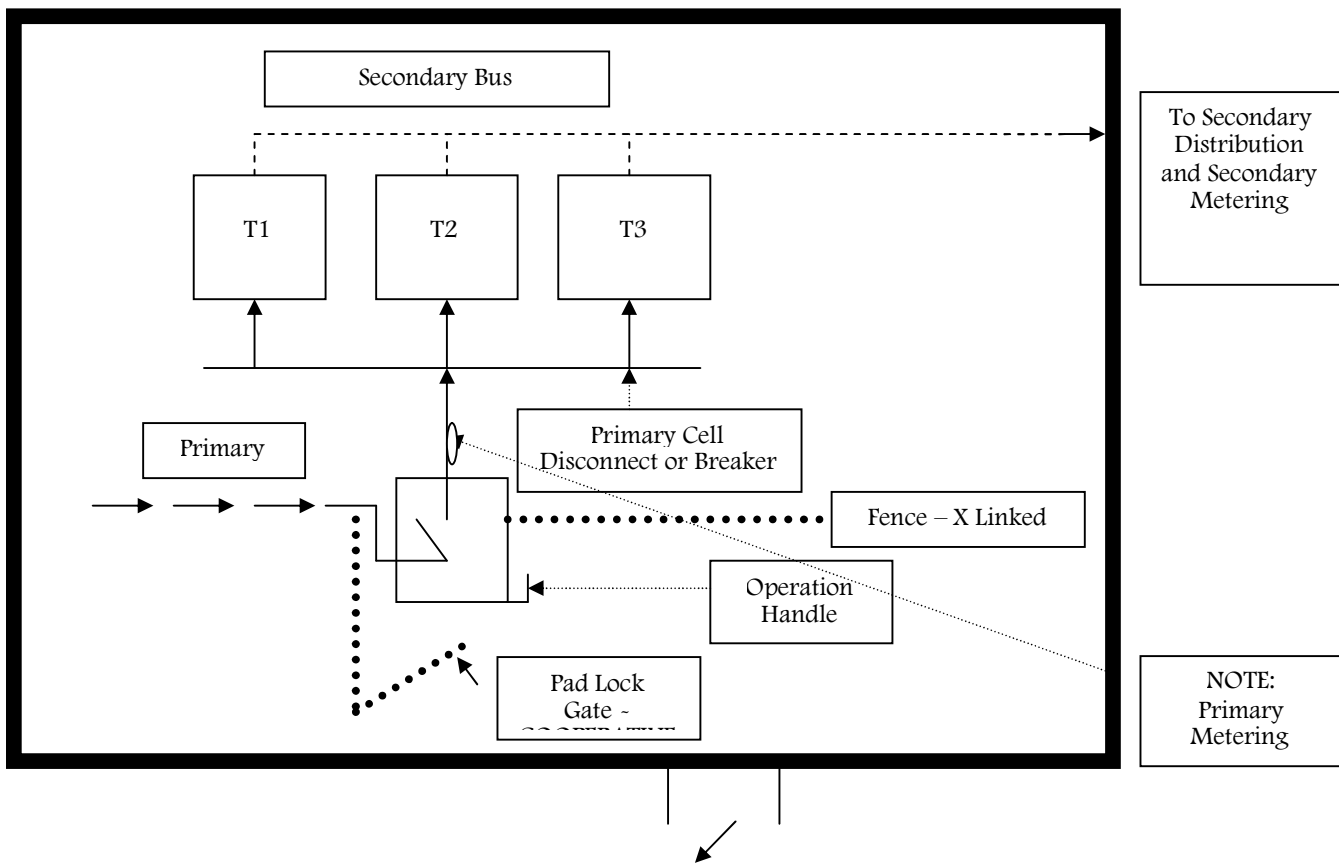 Secondary Bus
To Secondary
Distribution
and Secondary
Metering
T1
T2
T3
Primary
Primary Cell
Disconnect or Breaker
Fence – X Linked
Operation
Handle
Pad Lock
Gate -
NOTE:
Primary
Metering